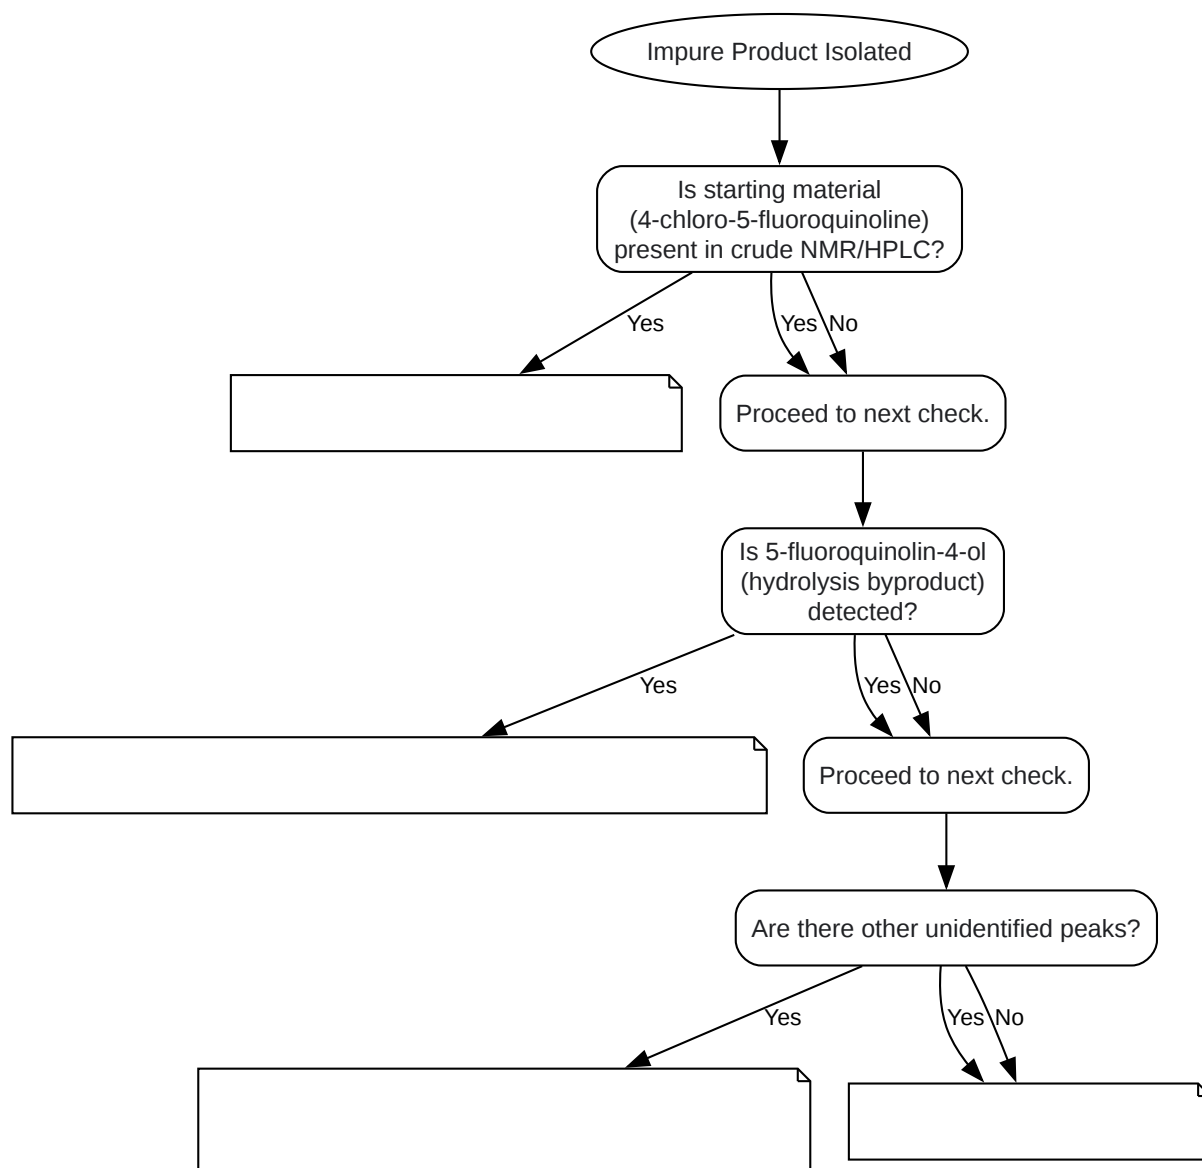 Impure Product Isolated
Is starting material
(4-chloro-5-fluoroquinoline)
present in crude NMR/HPLC?
Yes
Yes
No
Proceed to next check.
Is 5-fluoroquinolin-4-ol
(hydrolysis byproduct)
detected?
Yes
Yes
No
Proceed to next check.
Are there other unidentified peaks?
Yes
Yes
No